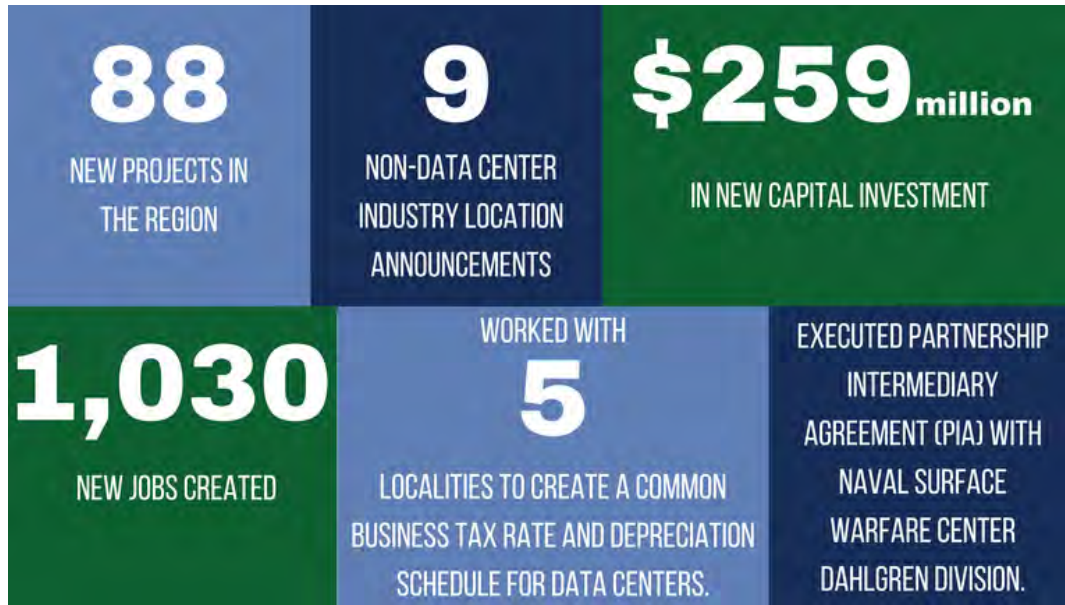 88
NEW PROJECTS IN
THE REGION
9
NON-DATA CENTER
INDUSTRY LOCATION
ANNOUNCEMENTS
$259 million
IN NEW CAPITAL INVESTMENT
1,030
NEW JOBS CREATED
WORKED WITH
5
LOCALITIES TO CREATE A COMMON
BUSINESS TAX RATE AND DEPRECIATION
SCHEDULE FOR DATA CENTERS.
EXECUTED PARTNERSHIP
INTERMEDIARY
AGREEMENT (PIA) WITH
NAVAL SURFACE
WARFARE CENTER
DAHLGREN DIVISION.